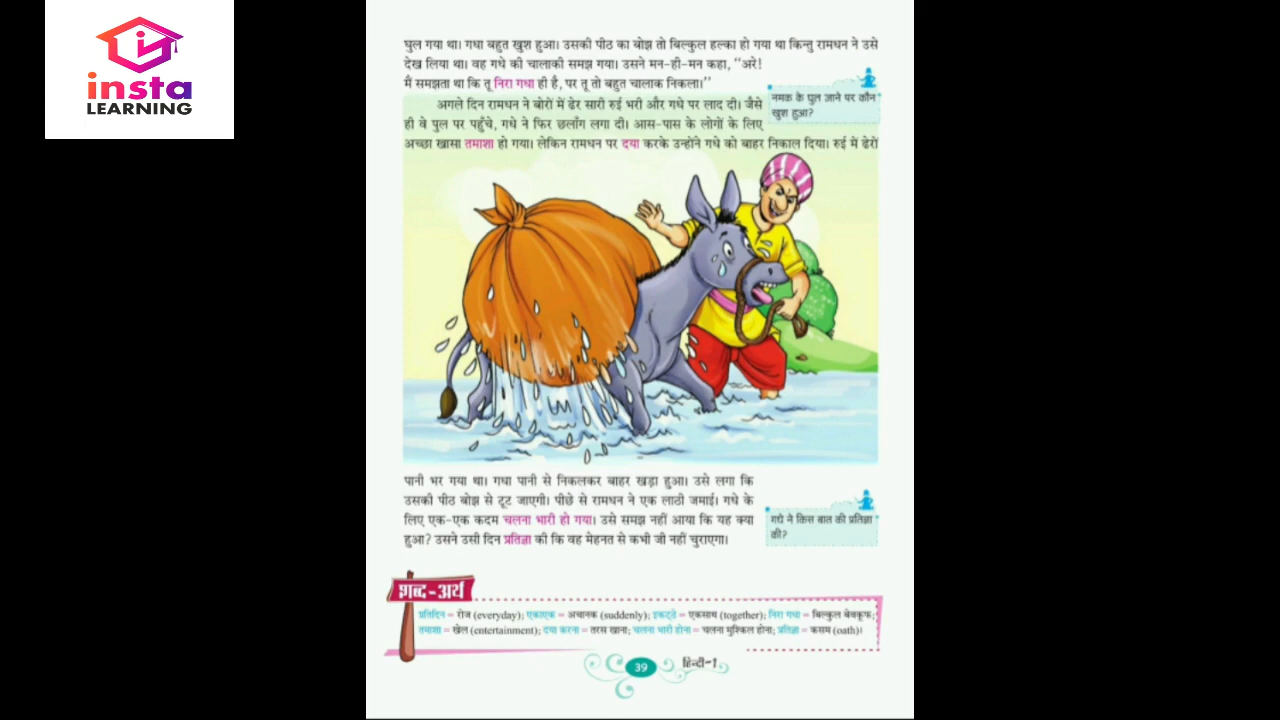 insta
LEARNING
घुल गया था। गधा बहुत खुश हुआ। उसकी पीठ का बोझ तो बिल्कुल हल्का हो गया था किन्तु रामधन ने उसे
देख लिया था। वह गधे की चालाकी समझ गया। उसने मन-ही-मन कहा, “अरे!
मैं समझता था कि तू निरा गधा ही है, पर तू तो बहुत चालाक निकला।”
नमक के घुल जाने पर कौन
खुश हुआ?
अगले दिन रामधन ने बोरों में ढेर सारी रुई भरी और गधे पर लाद दी। जैसे
ही वे पुल पर पहुँचे, गधे ने फिर छलाँग लगा दी। आस-पास के लोगों के लिए
अच्छा खासा तमाशा हो गया। लेकिन रामधन पर दया करके उन्होंने गधे को बाहर निकाल दिया। रुई में ढेरों
पानी भर गया था। गधा पानी से निकलकर बाहर खड़ा हुआ। उसे लगा कि
उसकी पीठ बोझ से टूट जाएगी। पीछे से रामधन ने एक लाठी जमाई। गधे के
लिए एक-एक कदम चलना भारी हो गया। उसे समझ नहीं आया कि यह क्या
हुआ? उसने उसी दिन प्रतिज्ञा की कि वह मेहनत से कभी जी नहीं चुराएगा।
गधे ने किस बात की प्रतिज्ञा
की?
शब्द-अर्थ
प्रतिदिन = रोज (everyday); एकाएक = अचानक (suddenly); इकट्ठे = एकसाथ (together); निरा गधा = बिल्कुल बेवकूफ;
तमाशा = खेल (entertainment); दया करना = तरस खाना; चलना भारी होना = चलना मुश्किल होना; प्रतिज्ञा = कसम (oath)।
39 हिन्दी-1